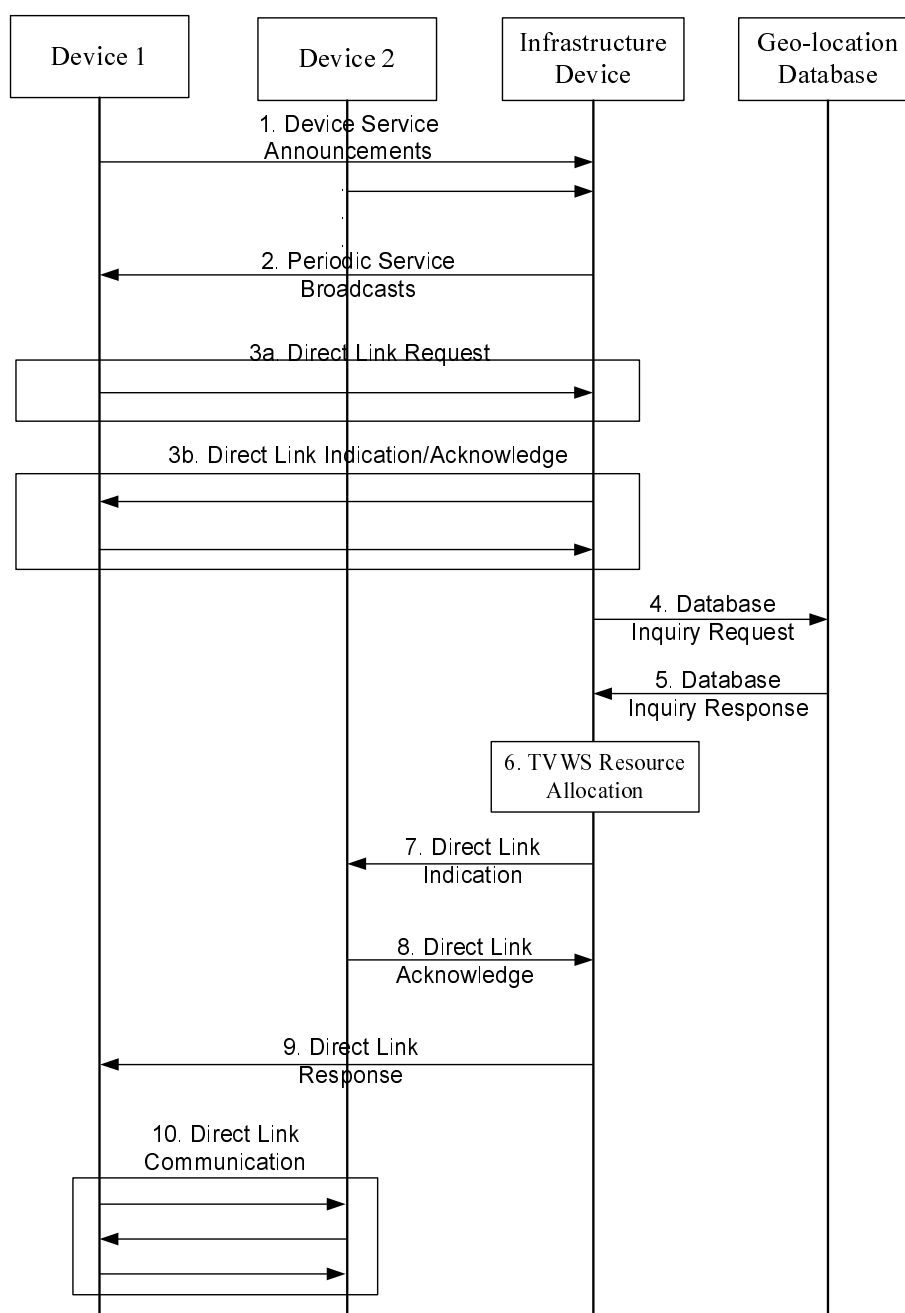 Device 1
Device 2
Infrastructure
Device
Geo-location
Database
1. Device Service
Announcements
2. Periodic Service
Broadcasts
3a. Direct Link Request
3b. Direct Link Indication/Acknowledge
4. Database
Inquiry Request
5. Database
Inquiry Response
6. TVWS Resource
Allocation
7. Direct Link
Indication
8. Direct Link
Acknowledge
9. Direct Link
Response
10. Direct Link
Communication